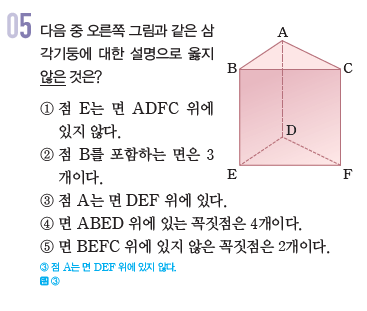 05 다음 중 오른쪽 그림과 같은 삼
각기둥에 대한 설명으로 옳지
않은 것은?
① 점 E는 면 ADFC 위에
있지 않다.
② 점 B를 포함하는 면은 3
개이다.
③ 점 A는 면 DEF 위에 있다.
④ 면 ABED 위에 있는 꼭짓점은 4개이다.
⑤ 면 BEFC 위에 있지 않은 꼭짓점은 2개이다.
③ 점 A는 면 DEF 위에 있지 않다.
답 ③
A
B
C
D
E
F